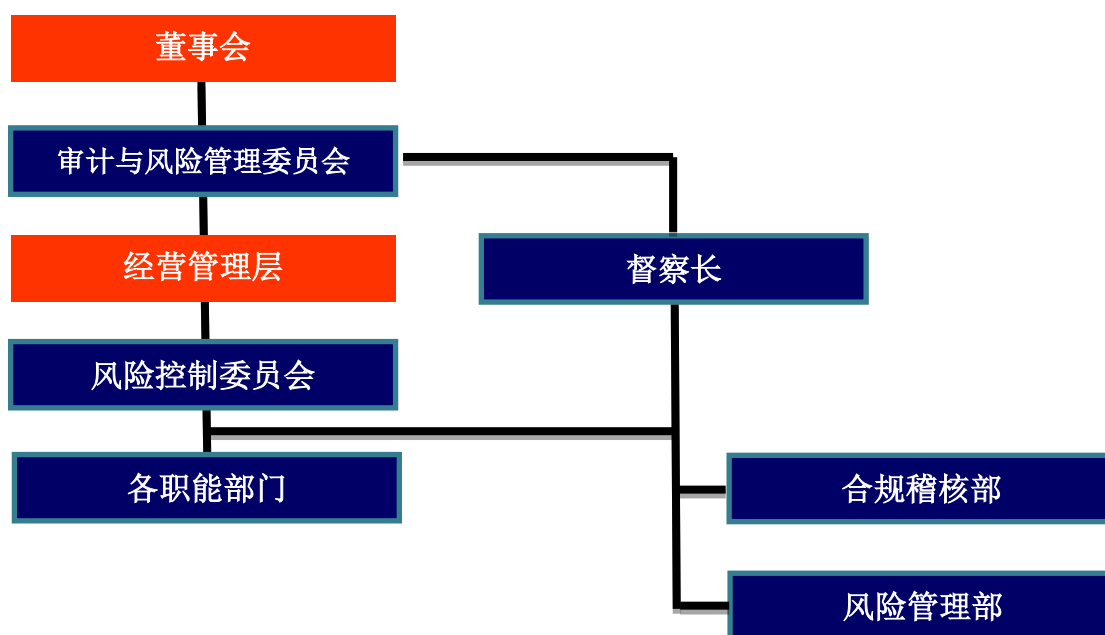 董事会
审计与风险管理委员会
经营管理层
督察长
风险控制委员会
各职能部门
合规稽核部
风险管理部